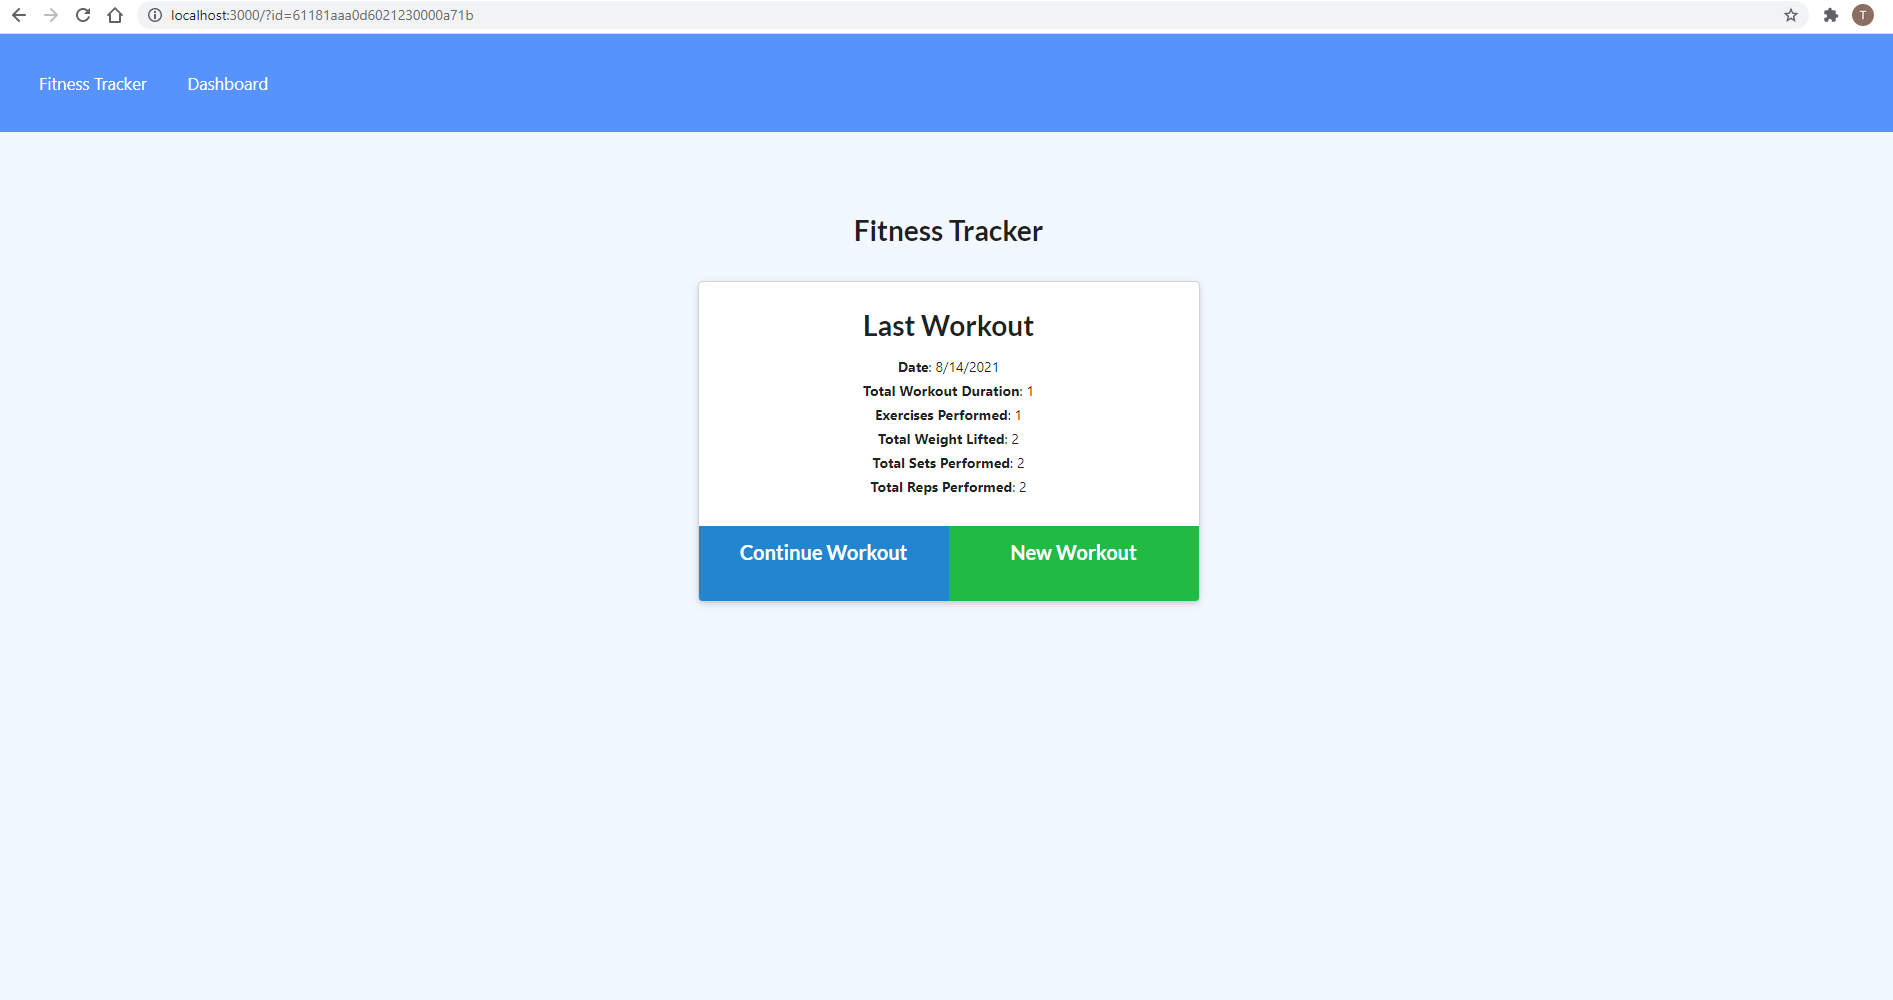 localhost:3000/?id=61181aaa0d6021230000a71b
T
Fitness Tracker Dashboard
Fitness Tracker
Last Workout
Date: 8/14/2021
Total Workout Duration: 1
Exercises Performed: 1
Total Weight Lifted: 2
Total Sets Performed: 2
Total Reps Performed: 2
Continue Workout New Workout